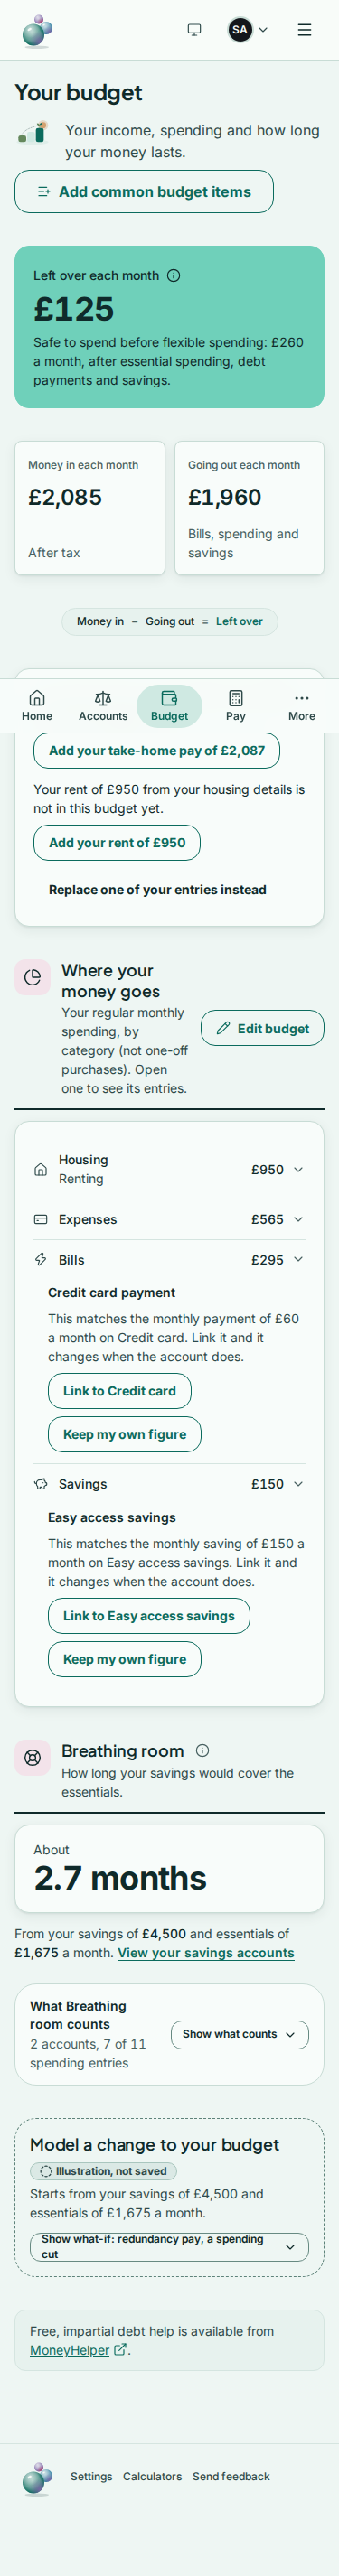 SA
Your budget
Your income, spending and how long
your money lasts.
Add common budget items
Left over each month
£125
Safe to spend before flexible spending: £260
a month, after essential spending, debt
payments and savings.
Money in each month
£2,085
After tax
Going out each month
£1,960
Bills, spending and
savings
Money in − Going out = Left over
Home Accounts Budget Pay More
Add your take-home pay of £2,087
Your rent of £950 from your housing details is
not in this budget yet.
Add your rent of £950
Replace one of your entries instead
Where your
money goes
Your regular monthly
spending, by
category (not one-off
purchases). Open
one to see its entries.
Edit budget
Housing
Renting
£950
Expenses £565
Bills £295
Credit card payment
This matches the monthly payment of £60
a month on Credit card. Link it and it
changes when the account does.
Link to Credit card
Keep my own figure
Savings £150
Easy access savings
This matches the monthly saving of £150 a
month on Easy access savings. Link it and
it changes when the account does.
Link to Easy access savings
Keep my own figure
Breathing room
How long your savings would cover the
essentials.
About
2.7 months
From your savings of £4,500 and essentials of
£1,675 a month. View your savings accounts
What Breathing
room counts
2 accounts, 7 of 11
spending entries
Show what counts
Model a change to your budget
Illustration, not saved
Starts from your savings of £4,500 and
essentials of £1,675 a month.
Show what-if: redundancy pay, a spending
cut
Free, impartial debt help is available from
MoneyHelper.
Settings Calculators Send feedback